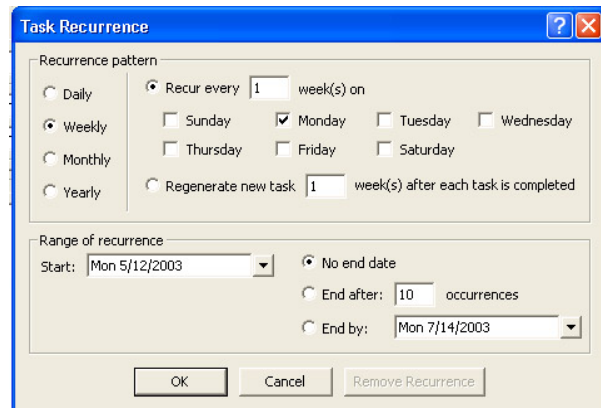 Task Recurrence
Recurrence pattern
Daily
Weekly
Monthly
Yearly
Recur every 1 week(s) on
Sunday Monday Tuesday Wednesday
Thursday Friday Saturday
Regenerate new task 1 week(s) after each task is completed
Range of recurrence
Start: Mon 5/12/2003
No end date
End after: 10 occurrences
End by: Mon 7/14/2003
OK Cancel Remove Recurrence